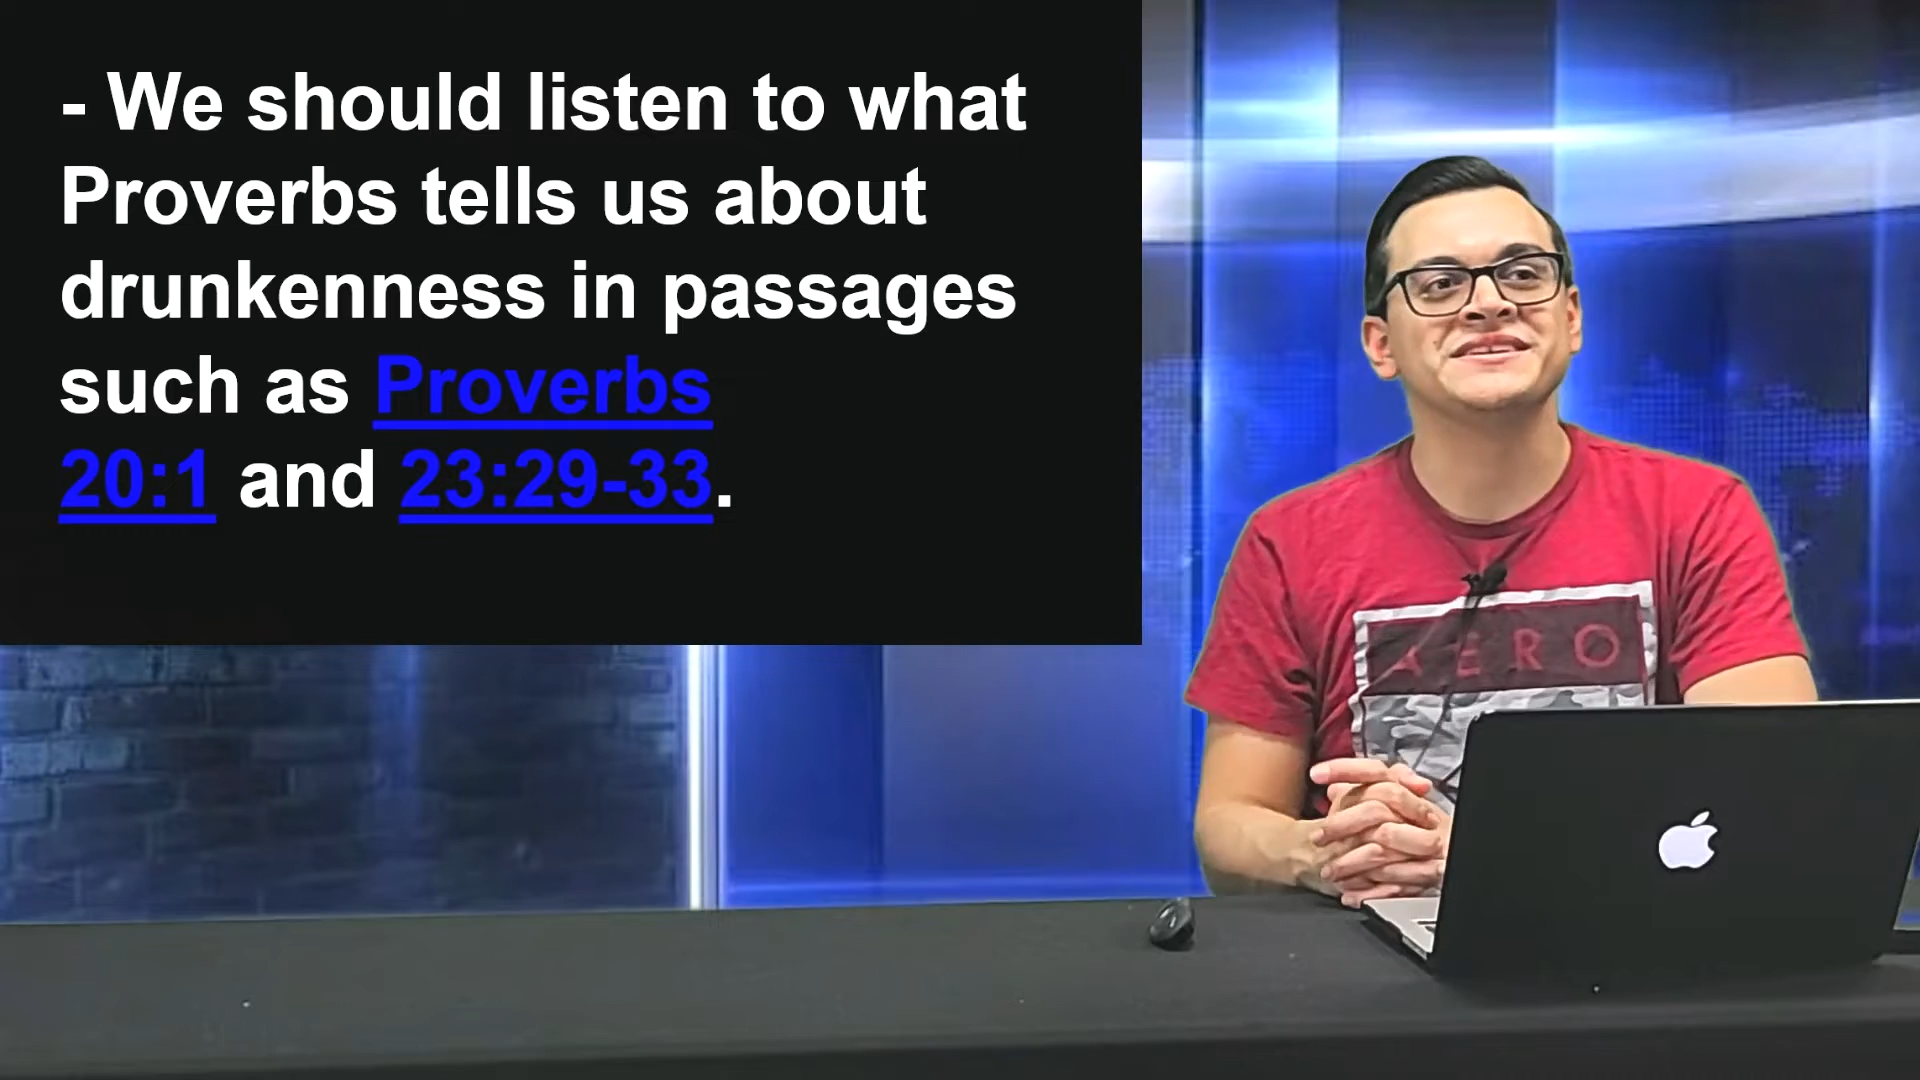 - We should listen to what
Proverbs tells us about
drunkenness in passages
such as Proverbs
20:1 and 23:29-33.
AERO